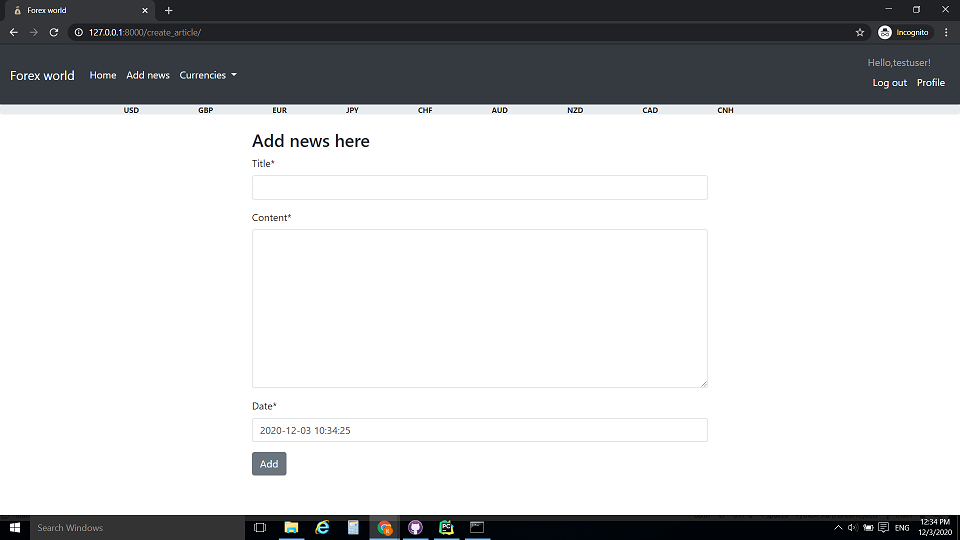 Forex world
127.0.0.1:8000/create_article/
Incognito
Forex world
Home
Add news
Currencies
Hello,testuser!
Log out
Profile
USD GBP EUR JPY CHF AUD NZD CAD CNH
Add news here
Title*
Content*
Date*
2020-12-03 10:34:25
Add
Search Windows
ENG
12:34 PM
12/3/2020